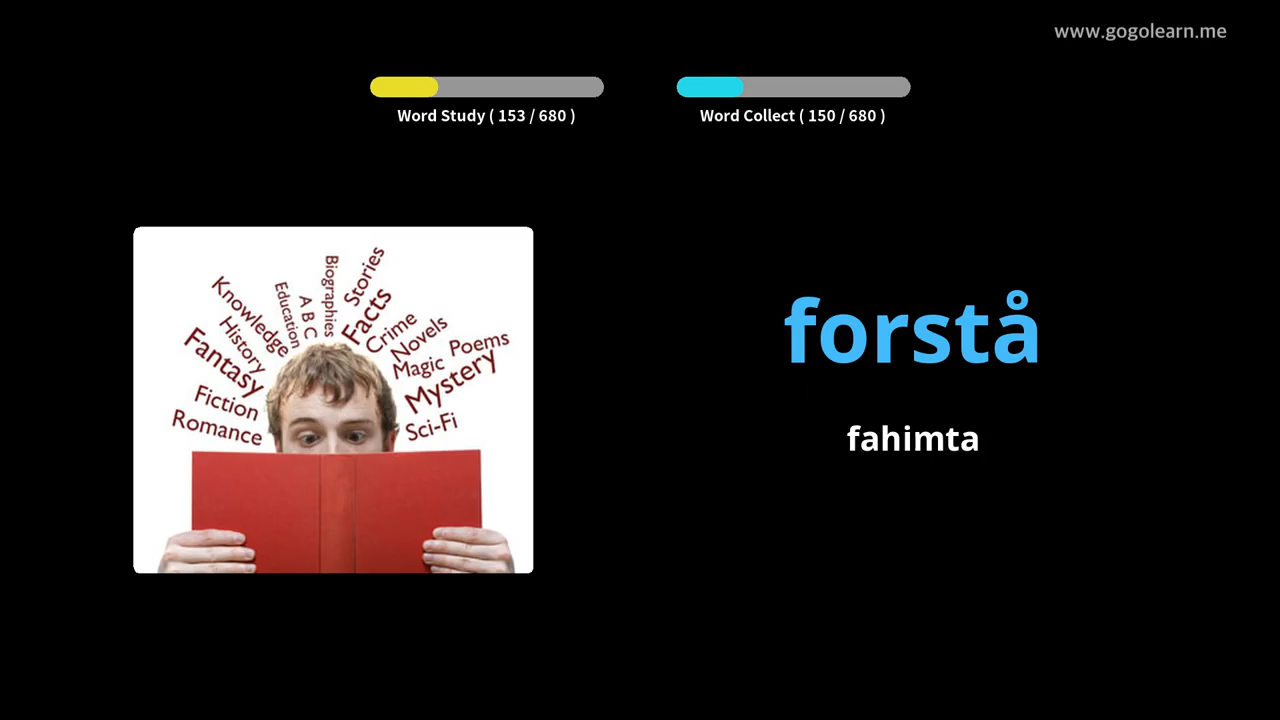 www.gogolearn.me
Word Study ( 153 / 680 )
Word Collect ( 150 / 680 )
Knowledge
History
Fantasy
Fiction
Romance
Education
A B C
Biographies
Stories
Facts
Crime
Novels
Magic
Poems
Mystery
Sci-Fi
forstå
fahimta